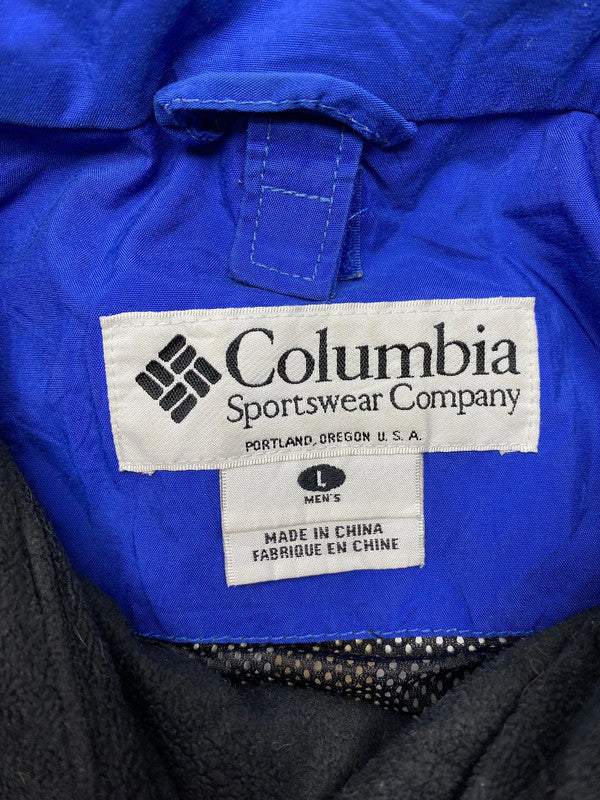 Columbia
Sportswear Company
PORTLAND, OREGON U. S. A.
L
MEN'S
MADE IN CHINA
FABRIQUE EN CHINE